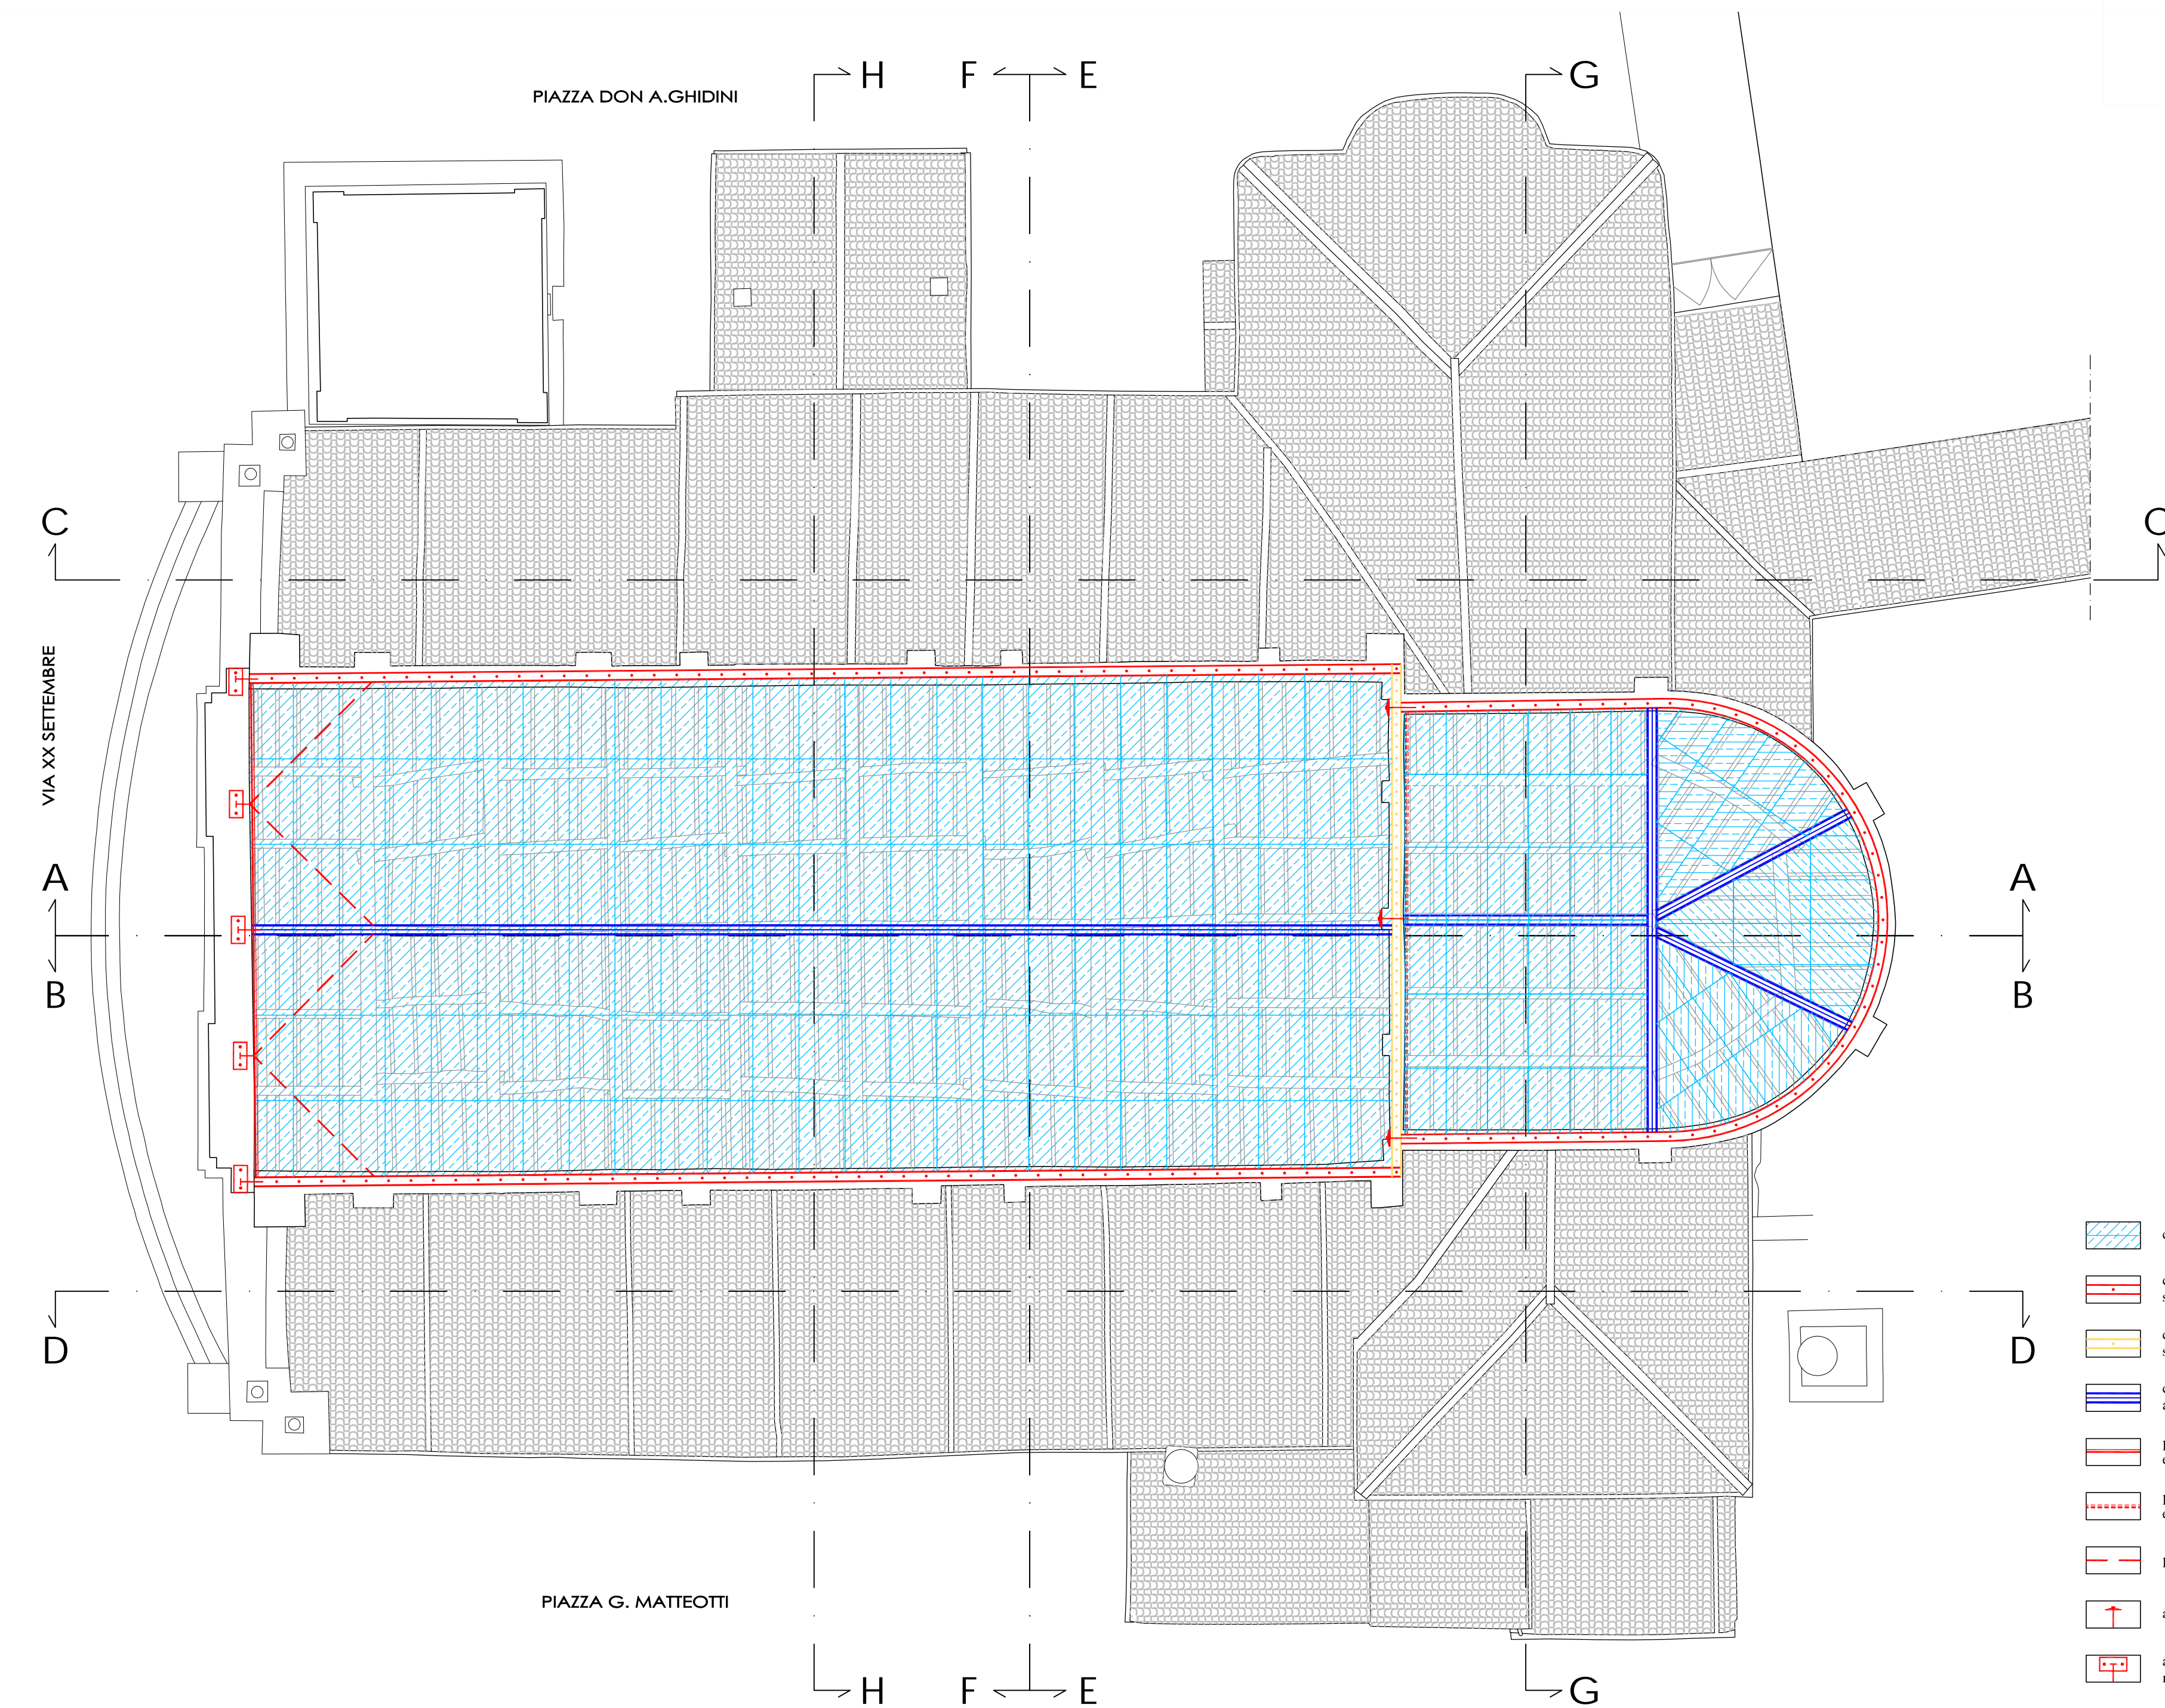 H
F
E
G
PIAZZA DON A.GHIDINI
C
C
VIA XX SETTEMBRE
A
A
B
B
D
D
PIAZZA G. MATTEOTTI
H
F
E
G